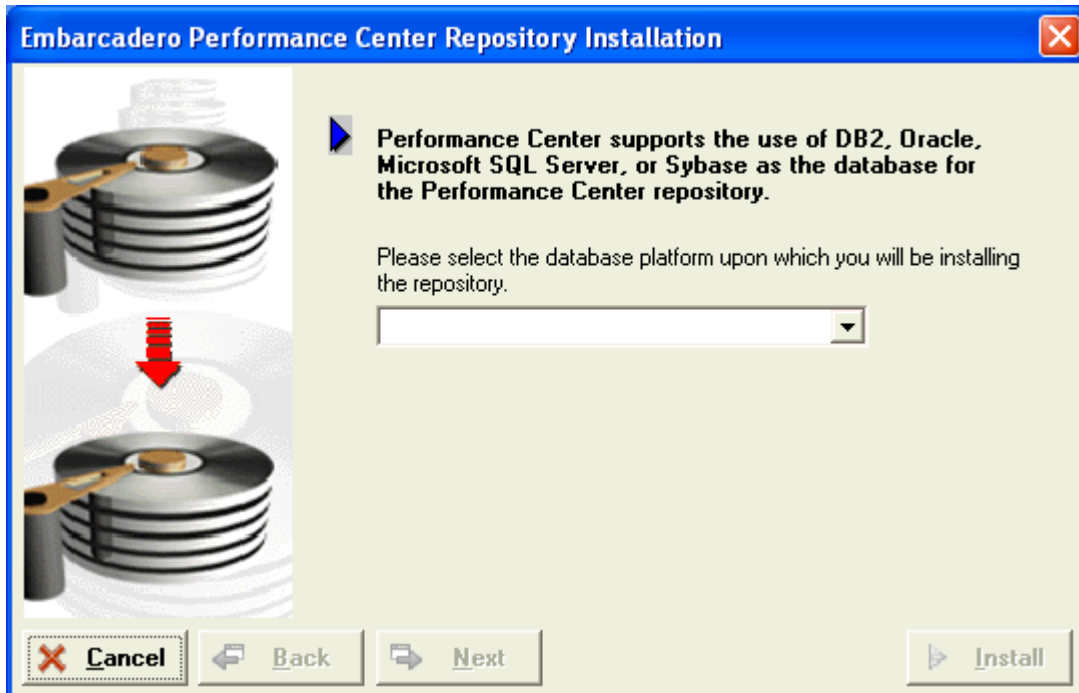 Embarcadero Performance Center Repository Installation
Performance Center supports the use of DB2, Oracle,
Microsoft SQL Server, or Sybase as the database for
the Performance Center repository.
Please select the database platform upon which you will be installing
the repository.
Cancel
Back
Next
Install